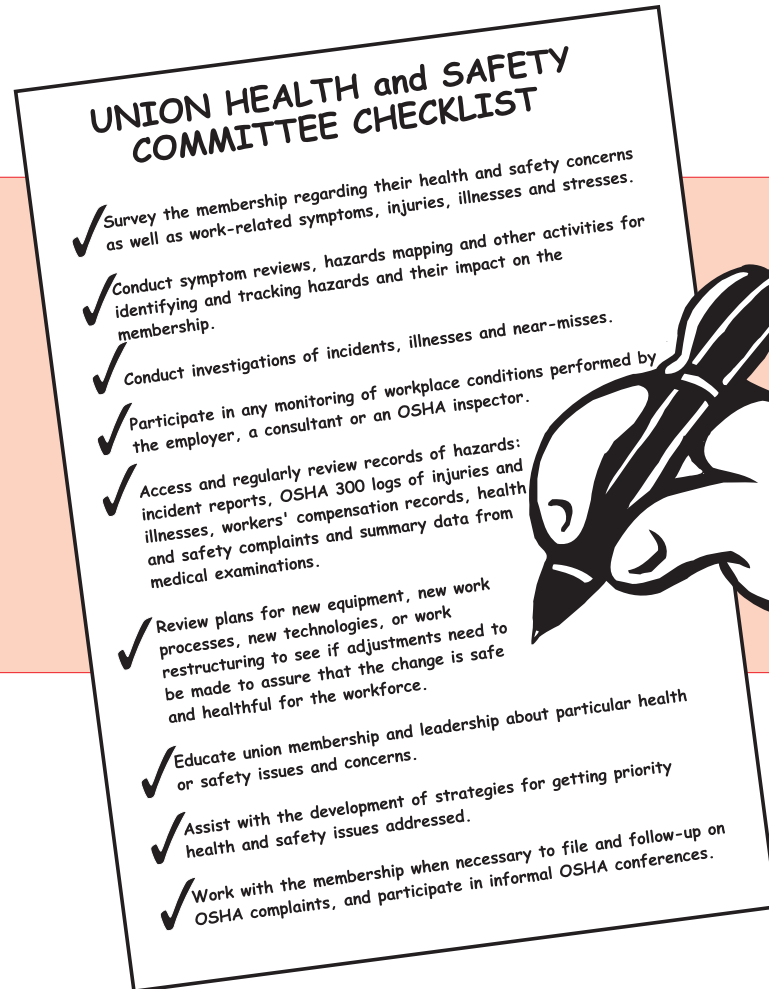 UNION HEALTH and SAFETY
COMMITTEE CHECKLIST
Survey the membership regarding their health and safety concerns
as well as work-related symptoms, injuries, illnesses and stresses.
Conduct symptom reviews, hazards mapping and other activities for
identifying and tracking hazards and their impact on the
membership.
Conduct investigations of incidents, illnesses and near-misses.
Participate in any monitoring of workplace conditions performed by
the employer, a consultant or an OSHA inspector.
Access and regularly review records of hazards:
incident reports, OSHA 300 logs of injuries and
illnesses, workers' compensation records, health
and safety complaints and summary data from
medical examinations.
Review plans for new equipment, new work
processes, new technologies, or work
restructuring to see if adjustments need to
be made to assure that the change is safe
and healthful for the workforce.
Educate union membership and leadership about particular health
or safety issues and concerns.
Assist with the development of strategies for getting priority
health and safety issues addressed.
Work with the membership when necessary to file and follow-up on
OSHA complaints, and participate in informal OSHA conferences.